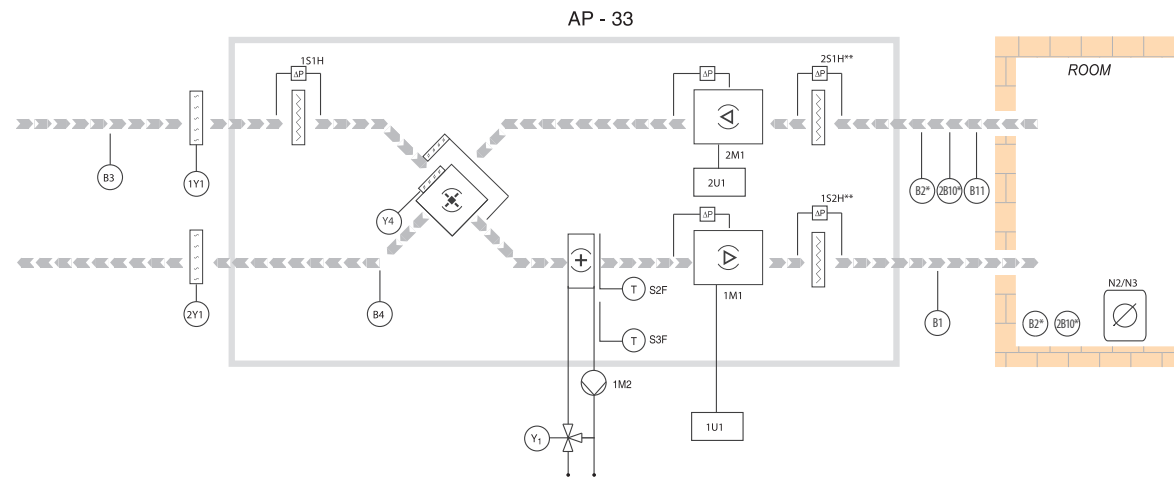 AP - 33
1S1H
ΔP
ΔP
2S1H**
ΔP
ROOM
B3
1Y1
2M1
2U1
B2*
2B10*
B11
Y4
ΔP
1S2H**
ΔP
2Y1
B4
T
S2F
1M1
B1
N2/N3
B2*
2B10*
T
S3F
1M2
1U1
Y1